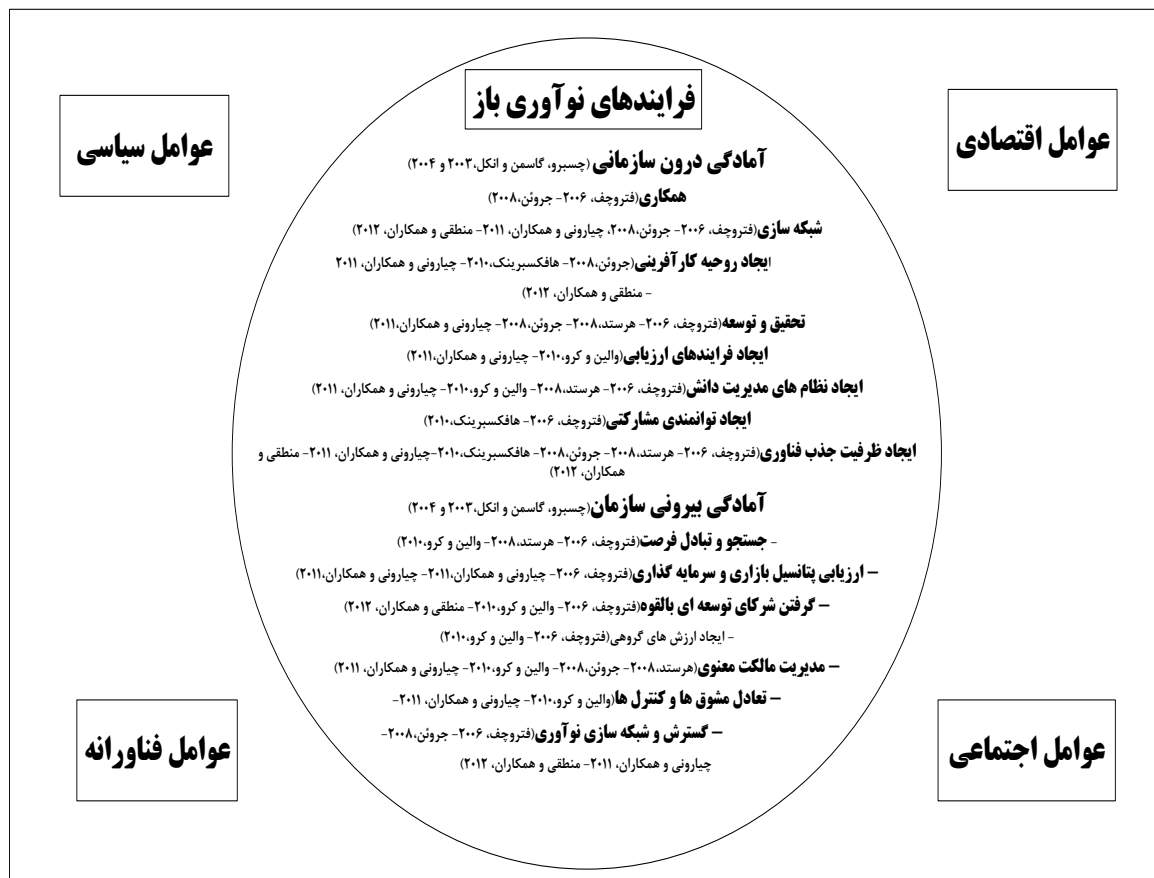 فرایندهای نوآوری باز
عوامل اقتصادی
عوامل سیاسی
آمادگی درون سازمانی (چسبرو، گاسمن و انکل،۲۰۰۳ و ۲۰۰۴)
همکاری(فتروچف، ۲۰۰۶- جروئن،۲۰۰۸)
شبکه سازی(فتروچف، ۲۰۰۶- جروئن،۲۰۰۸، چیارونی و همکاران، ۲۰۱۱- منطقی و همکاران، ۲۰۱۲)
ایجاد روحیه کارآفرینی(جروئن،۲۰۰۸- هافکسبرینک،۲۰۱۰- چیارونی و همکاران، ۲۰۱۱
- منطقی و همکاران، ۲۰۱۲)
تحقیق و توسعه(فتروچف، ۲۰۰۶- هرستد،۲۰۰۸- جروئن،۲۰۰۸- چیارونی و همکاران،۲۰۱۱)
ایجاد فرایندهای ارزیابی(والین و کرو،۲۰۱۰- چیارونی و همکاران،۲۰۱۱)
ایجاد نظام های مدیریت دانش(فتروچف، ۲۰۰۶- هرستد،۲۰۰۸- والین و کرو،۲۰۱۰- چیارونی و همکاران، ۲۰۱۱)
ایجاد توانمندی مشارکتی(فتروچف، ۲۰۰۶- هافکسبرینک،۲۰۱۰)
ایجاد ظرفیت جذب فناوری(فتروچف، ۲۰۰۶- هرستد،۲۰۰۸- جروئن،۲۰۰۸- هافکسبرینک،۲۰۱۰-چیارونی و همکاران، ۲۰۱۱- منطقی و
همکاران، ۲۰۱۲)
آمادگی بیرونی سازمان(چسبرو، گاسمن و انکل،۲۰۰۳ و ۲۰۰۴)
- جستجو و تبادل فرصت(فتروچف، ۲۰۰۶- هرستد،۲۰۰۸- والین و کرو،۲۰۱۰)
- ارزیابی پتانسیل بازاری و سرمایه گذاری(فتروچف، ۲۰۰۶- چیارونی و همکاران،۲۰۱۱- چیارونی و همکاران،۲۰۱۱)
- گرفتن شرکای توسعه ای بالقوه(فتروچف، ۲۰۰۶- والین و کرو،۲۰۱۰- منطقی و همکاران، ۲۰۱۲)
- ایجاد ارزش های گروهی(فتروچف، ۲۰۰۶- والین و کرو،۲۰۱۰)
- مدیریت مالکت معنوی(هرستد،۲۰۰۸- جروئن،۲۰۰۸- والین و کرو،۲۰۱۰- چیارونی و همکاران، ۲۰۱۱)
- تعادل مشوق ها و کنترل ها(والین و کرو،۲۰۱۰- چیارونی و همکاران، ۲۰۱۱-
- گسترش و شبکه سازی نوآوری(فتروچف، ۲۰۰۶- جروئن،۲۰۰۸-
چیارونی و همکاران، ۲۰۱۱- منطقی و همکاران، ۲۰۱۲)
عوامل اجتماعی
عوامل فناورانه